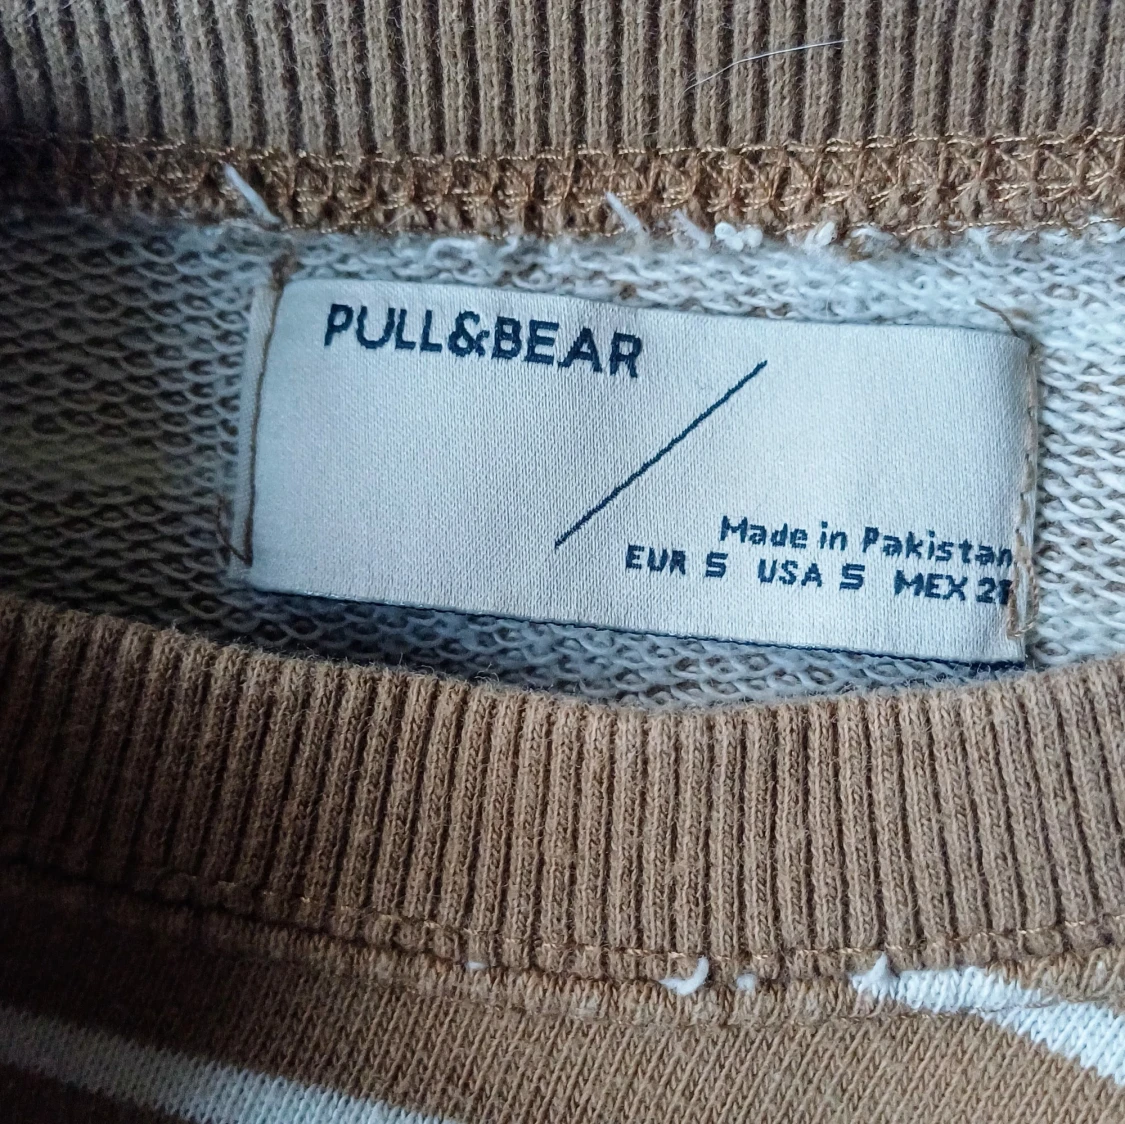 PULL&BEAR
Made in Pakistan
EUR S USA S MEX